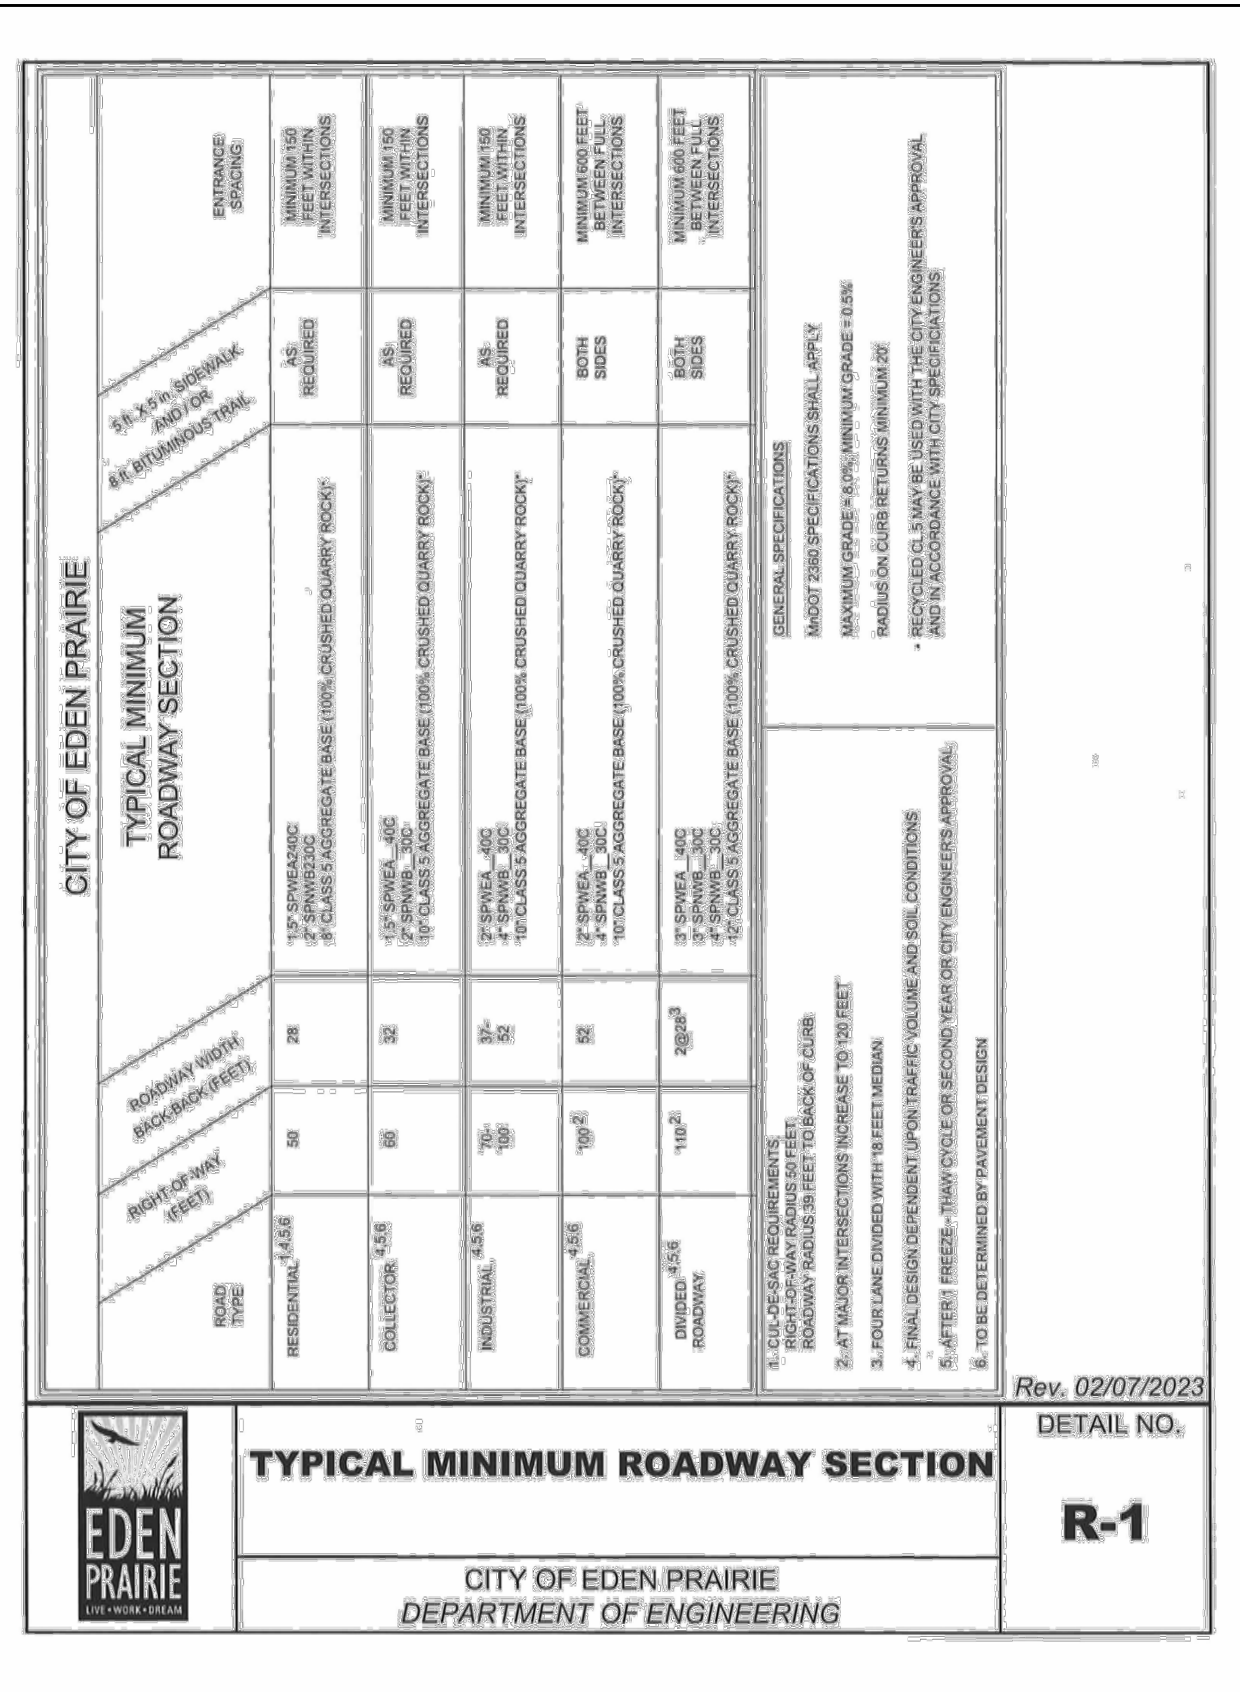 CITY OF EDEN PRAIRIE
TYPICAL MINIMUM
ROADWAY SECTION
ROAD
TYPE
RIGHT-OF-WAY
(FEET)
ROADWAY WIDTH
BACK-BACK (FEET)
5 ft. X 5 in. SIDEWALK
AND / OR
8 ft. BITUMINOUS TRAIL
ENTRANCE
SPACING
RESIDENTIAL 1,4,5,6
50
28
1.5" SPWEA240C
2" SPNWB230C
8" CLASS 5 AGGREGATE BASE (100% CRUSHED QUARRY ROCK)*
AS
REQUIRED
MINIMUM 150
FEET WITHIN
INTERSECTIONS
COLLECTOR 4,5,6
60
32
1.5" SPWEA__40C
2" SPNWB__30C
10" CLASS 5 AGGREGATE BASE (100% CRUSHED QUARRY ROCK)*
AS
REQUIRED
MINIMUM 150
FEET WITHIN
INTERSECTIONS
INDUSTRIAL 4,5,6
70-
100
37-
52
2" SPWEA__40C
4" SPNWB__30C
10" CLASS 5 AGGREGATE BASE (100% CRUSHED QUARRY ROCK)*
AS
REQUIRED
MINIMUM 150
FEET WITHIN
INTERSECTIONS
COMMERCIAL 4,5,6
100 2
52
2" SPWEA__40C
4" SPNWB__30C
10" CLASS 5 AGGREGATE BASE (100% CRUSHED QUARRY ROCK)*
BOTH
SIDES
MINIMUM 600 FEET
BETWEEN FULL
INTERSECTIONS
DIVIDED 4,5,6
ROADWAY
110 2
2@28 3
3" SPWEA__40C
3" SPNWB__30C
4" SPNWB__30C
12" CLASS 5 AGGREGATE BASE (100% CRUSHED QUARRY ROCK)*
BOTH
SIDES
MINIMUM 600 FEET
BETWEEN FULL
INTERSECTIONS
1. CUL-DE-SAC REQUIREMENTS:
RIGHT-OF-WAY RADIUS 50 FEET
ROADWAY RADIUS 39 FEET TO BACK OF CURB
2. AT MAJOR INTERSECTIONS INCREASE TO 120 FEET
3. FOUR LANE DIVIDED WITH 18 FEET MEDIAN
4. FINAL DESIGN DEPENDENT UPON TRAFFIC VOLUME AND SOIL CONDITIONS
5. AFTER 1 FREEZE - THAW CYCLE OR SECOND YEAR OR CITY ENGINEER'S APPROVAL
6. TO BE DETERMINED BY PAVEMENT DESIGN
GENERAL SPECIFICATIONS
MnDOT 2360 SPECIFICATIONS SHALL APPLY
MAXIMUM GRADE = 8.0%, MINIMUM GRADE = 0.5%
RADIUS ON CURB RETURNS MINIMUM 20'
* RECYCLED CL.5 MAY BE USED WITH THE CITY ENGINEER'S APPROVAL
AND IN ACCORDANCE WITH CITY SPECIFICIATIONS
Rev. 02/07/2023
EDEN
PRAIRIE
LIVE•WORK•DREAM
TYPICAL MINIMUM ROADWAY SECTION
CITY OF EDEN PRAIRIE
DEPARTMENT OF ENGINEERING
DETAIL NO.
R-1